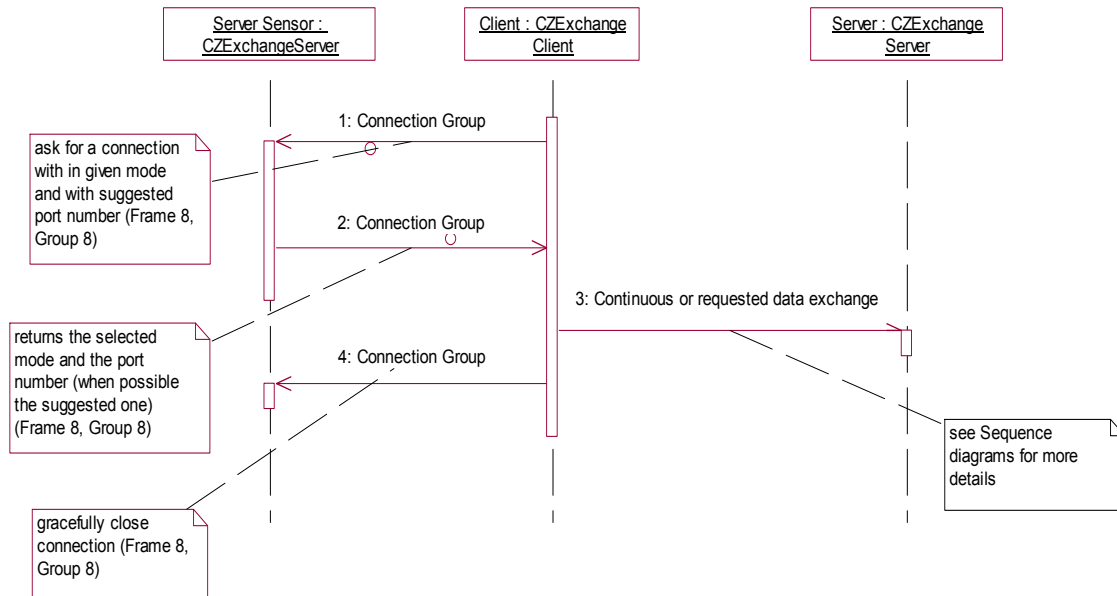 Server Sensor :
CZExchangeServer
Client : CZExchange
Client
Server : CZExchange
Server
1: Connection Group
ask for a connection
with in given mode
and with suggested
port number (Frame 8,
Group 8)
2: Connection Group
3: Continuous or requested data exchange
returns the selected
mode and the port
number (when possible
the suggested one)
(Frame 8, Group 8)
4: Connection Group
see Sequence
diagrams for more
details
gracefully close
connection (Frame 8,
Group 8)